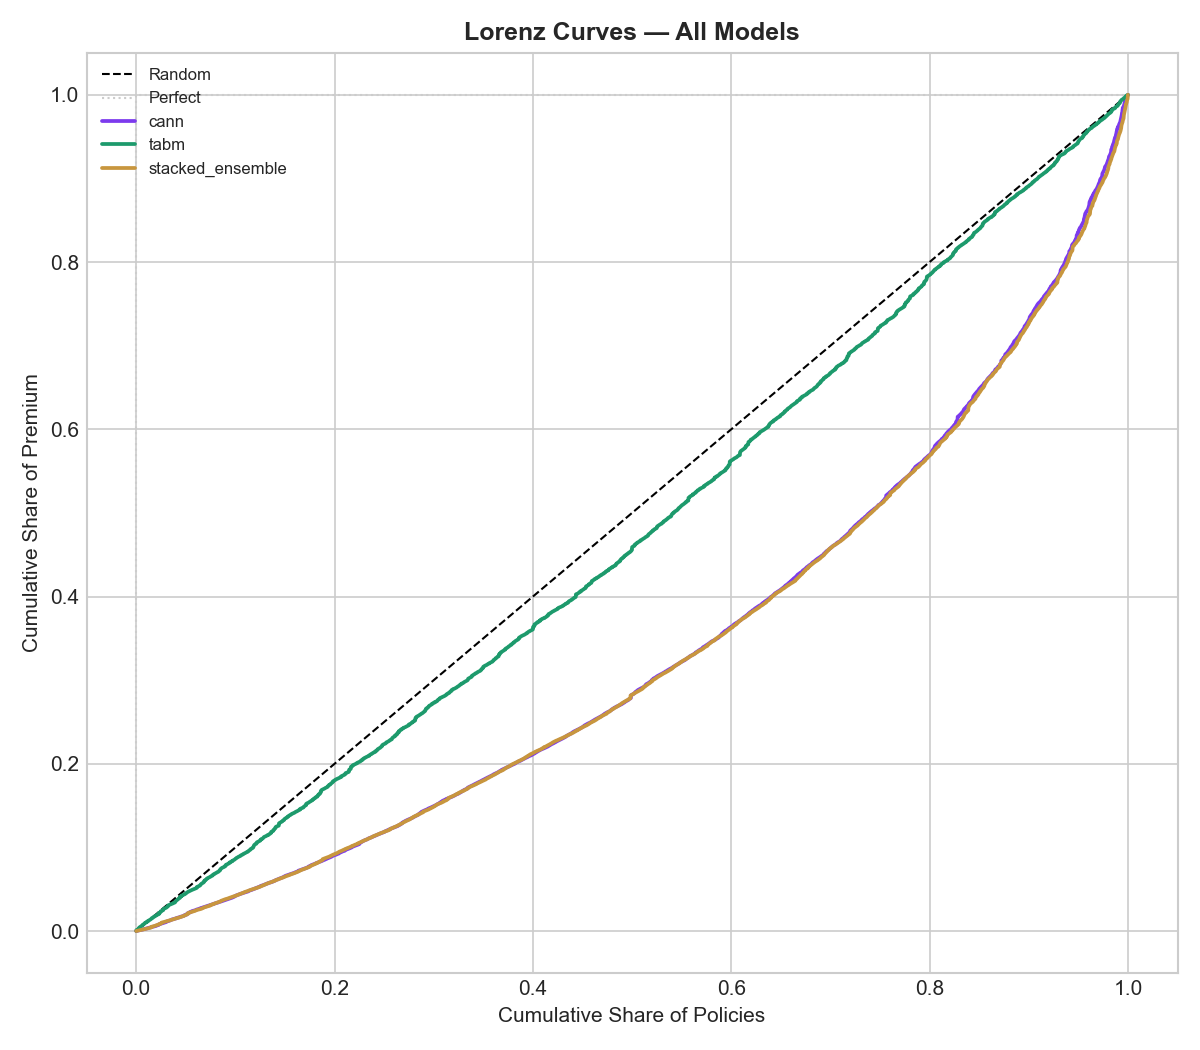 Lorenz Curves — All Models
Random
Perfect
cann
tabm
stacked_ensemble
1.0
0.8
0.6
0.4
0.2
0.0
Cumulative Share of Premium
0.0 0.2 0.4 0.6 0.8 1.0
Cumulative Share of Policies